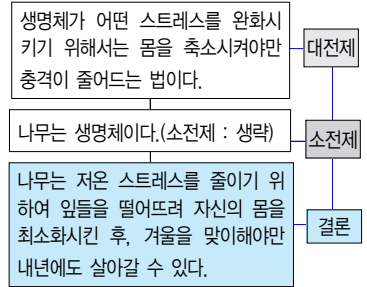 생명체가 어떤 스트레스를 완화시
키기 위해서는 몸을 축소시켜야만
충격이 줄어드는 법이다.
대전제
나무는 생명체이다.(소전제 : 생략)
소전제
나무는 저온 스트레스를 줄이기 위
하여 잎들을 떨어뜨려 자신의 몸을
최소화시킨 후, 겨울을 맞이해야만
내년에도 살아갈 수 있다.
결론